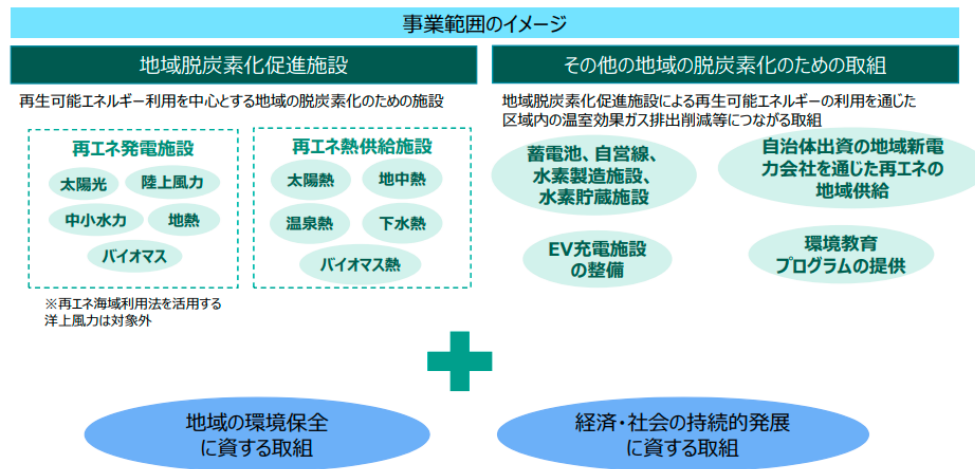 事業範囲のイメージ
地域脱炭素化促進施設
再生可能エネルギー利用を中心とする地域の脱炭素化のための施設
再エネ発電施設
太陽光
陸上風力
中小水力
地熱
バイオマス
※再エネ海域利用法を活用する
洋上風力は対象外
再エネ熱供給施設
太陽熱
地中熱
温泉熱
下水熱
バイオマス熱
その他の地域の脱炭素化のための取組
地域脱炭素化促進施設による再生可能エネルギーの利用を通じた
区域内の温室効果ガス排出削減等につながる取組
蓄電池、自営線、
水素製造施設、
水素貯蔵施設
自治体出資の地域新電
力会社を通じた再エネの
地域供給
EV充電施設
の整備
環境教育
プログラムの提供
地域の環境保全
に資する取組
経済・社会の持続的発展
に資する取組